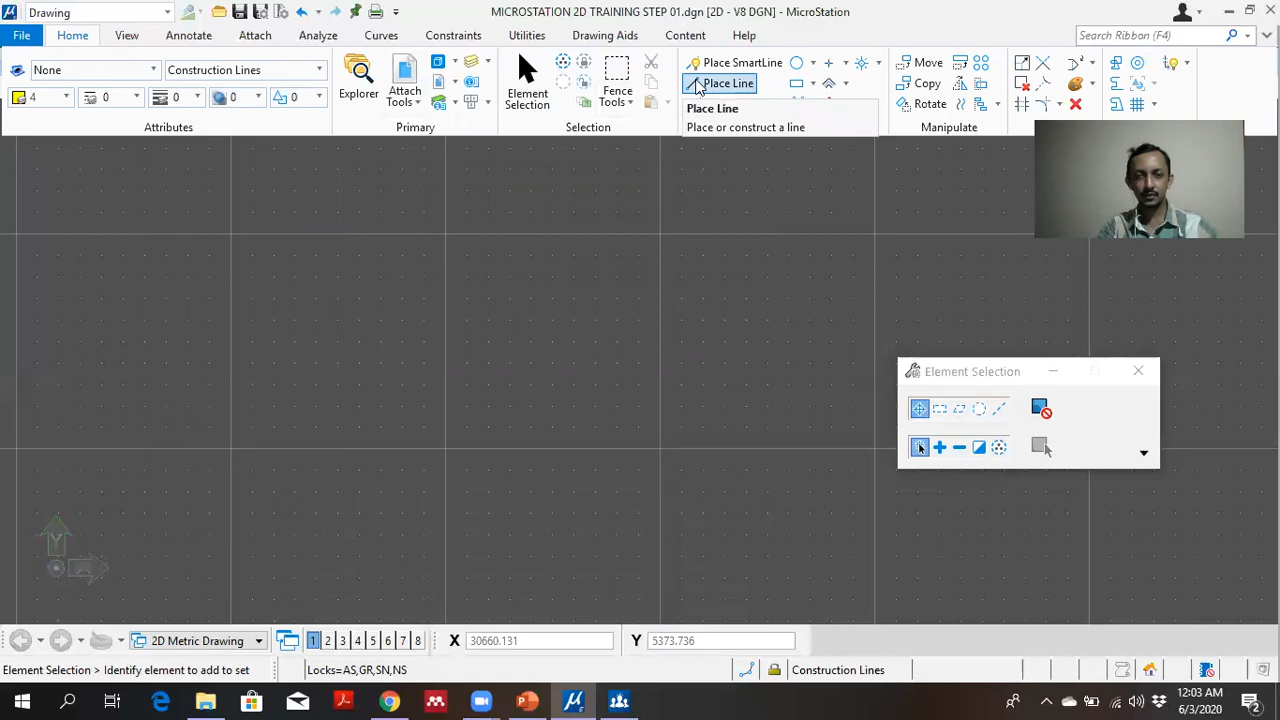 Drawing
MICROSTATION 2D TRAINING STEP 01.dgn [2D - V8 DGN] - MicroStation
File Home View Annotate Attach Analyze Curves Constraints Utilities Drawing Aids Content Help
Search Ribbon (F4)
None Construction Lines
4 0 0 0 0
Attributes
Explorer
Attach
Tools
Primary
Element
Selection
Fence
Tools
Selection
Place SmartLine
Place Line
Place Line
Place or construct a line
Move
Copy
Rotate
Manipulate
Element Selection
Y
2D Metric Drawing 1 2 3 4 5 6 7 8 X 30660.131 Y 5373.736
Element Selection > Identify element to add to set Locks=AS,GR,SN,NS Construction Lines
12:03 AM
6/3/2020
2